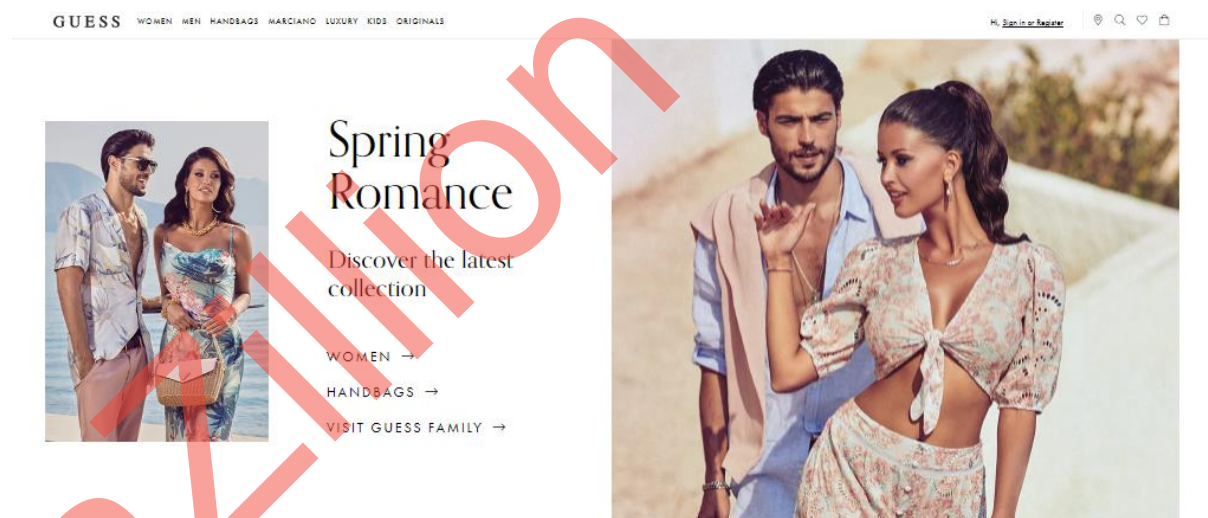 GUESS
WOMEN MEN HANDBAGS MARCIANO LUXURY KIDS ORIGINALS
Hi, Sign in or Register
Spring
Romance
Discover the latest
collection
WOMEN →
HANDBAGS →
VISIT GUESS FAMILY →
zillion